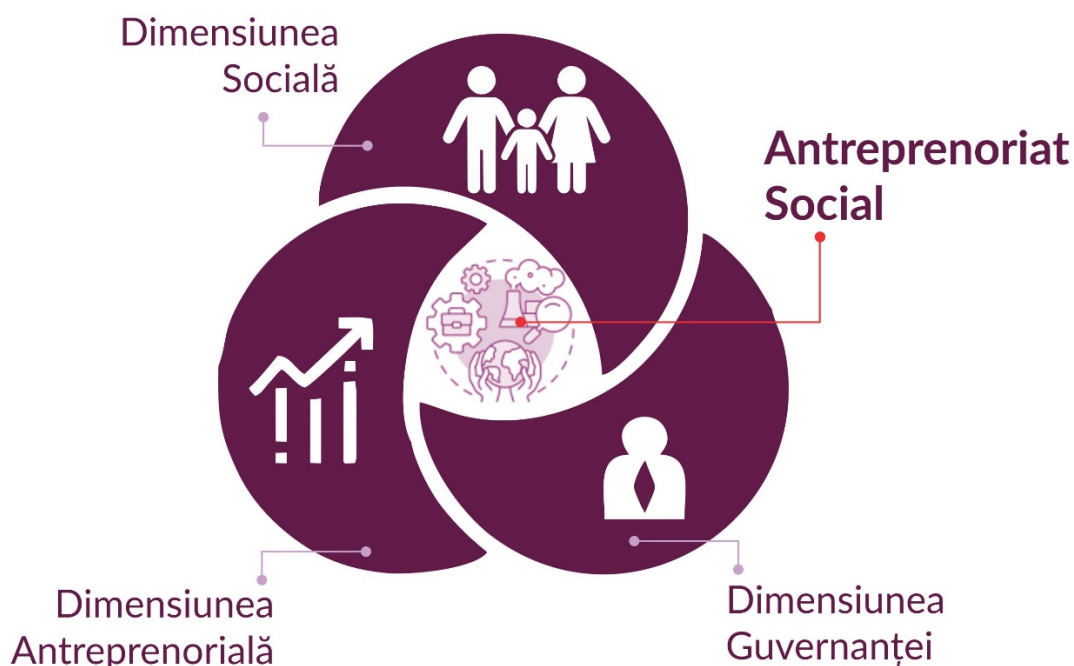 Dimensiunea
Socială
Antreprenoriat
Social
Dimensiunea
Antreprenorială
Dimensiunea
Guvernanței